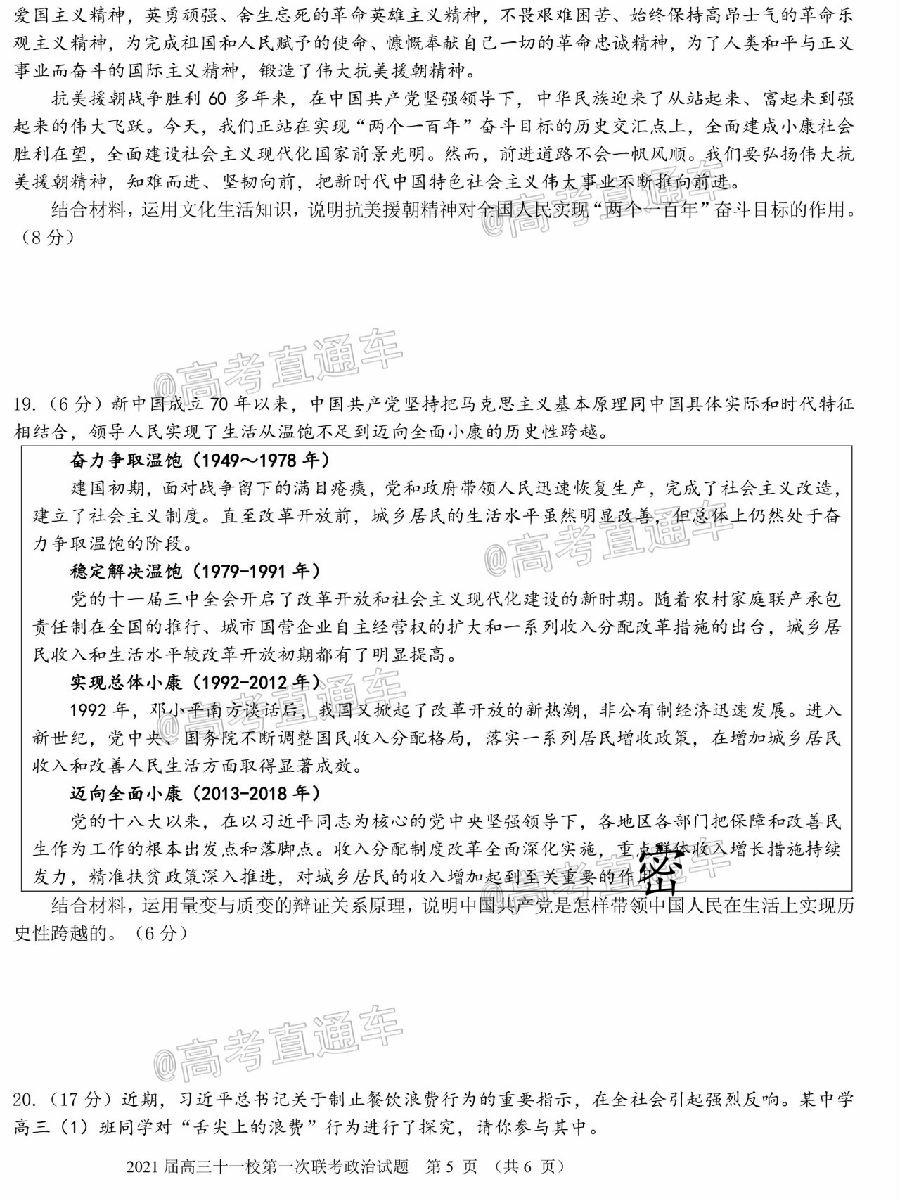 爱国主义精神，英勇顽强、舍生忘死的革命英雄主义精神，不畏艰难困苦、始终保持高昂士气的革命乐
观主义精神，为完成祖国和人民赋予的使命、慷慨奉献自己一切的革命忠诚精神，为了人类和平与正义
事业而奋斗的国际主义精神，锻造了伟大抗美援朝精神。
抗美援朝战争胜利 60 多年来，在中国共产党坚强领导下，中华民族迎来了从站起来、富起来到强
起来的伟大飞跃。今天，我们正站在实现“两个一百年”奋斗目标的历史交汇点上，全面建成小康社会
胜利在望，全面建设社会主义现代化国家前景光明。然而，前进道路不会一帆风顺。我们要弘扬伟大抗
美援朝精神，知难而进、坚韧向前，把新时代中国特色社会主义伟大事业不断推向前进。
结合材料，运用文化生活知识，说明抗美援朝精神对全国人民实现“两个一百年”奋斗目标的作用。
（8 分）
@高考直通车
@高考直通车
19.（6 分）新中国成立 70 年以来，中国共产党坚持把马克思主义基本原理同中国具体实际和时代特征
相结合，领导人民实现了生活从温饱不足到迈向全面小康的历史性跨越。
奋力争取温饱（1949～1978 年）
建国初期，面对战争留下的满目疮痍，党和政府带领人民迅速恢复生产，完成了社会主义改造，
建立了社会主义制度。直至改革开放前，城乡居民的生活水平虽然明显改善，但总体上仍然处于奋
力争取温饱的阶段。
@高考直通车
稳定解决温饱（1979-1991 年）
党的十一届三中全会开启了改革开放和社会主义现代化建设的新时期。随着农村家庭联产承包
责任制在全国的推行、城市国营企业自主经营权的扩大和一系列收入分配改革措施的出台，城乡居
民收入和生活水平较改革开放初期都有了明显提高。
实现总体小康（1992-2012 年）
@高考直通车
1992 年，邓小平南方谈话后，我国又掀起了改革开放的新热潮，非公有制经济迅速发展。进入
新世纪，党中央、国务院不断调整国民收入分配格局，落实一系列居民增收政策，在增加城乡居民
收入和改善人民生活方面取得显著成效。
迈向全面小康（2013-2018 年）
党的十八大以来，在以习近平同志为核心的党中央坚强领导下，各地区各部门把保障和改善民
生作为工作的根本出发点和落脚点。收入分配制度改革全面深化实施，重点群体收入增长措施持续
发力，精准扶贫政策深入推进，对城乡居民的收入增加起到至关重要的作
密
@高考直通车
结合材料，运用量变与质变的辩证关系原理，说明中国共产党是怎样带领中国人民在生活上实现历
史性跨越的。（6 分）
@高考直通车
20.（17 分）近期，习近平总书记关于制止餐饮浪费行为的重要指示，在全社会引起强烈反响。某中学
高三（1）班同学对“舌尖上的浪费”行为进行了探究，请你参与其中。
2021 届高三十一校第一次联考政治试题 第 5 页 （共 6 页）